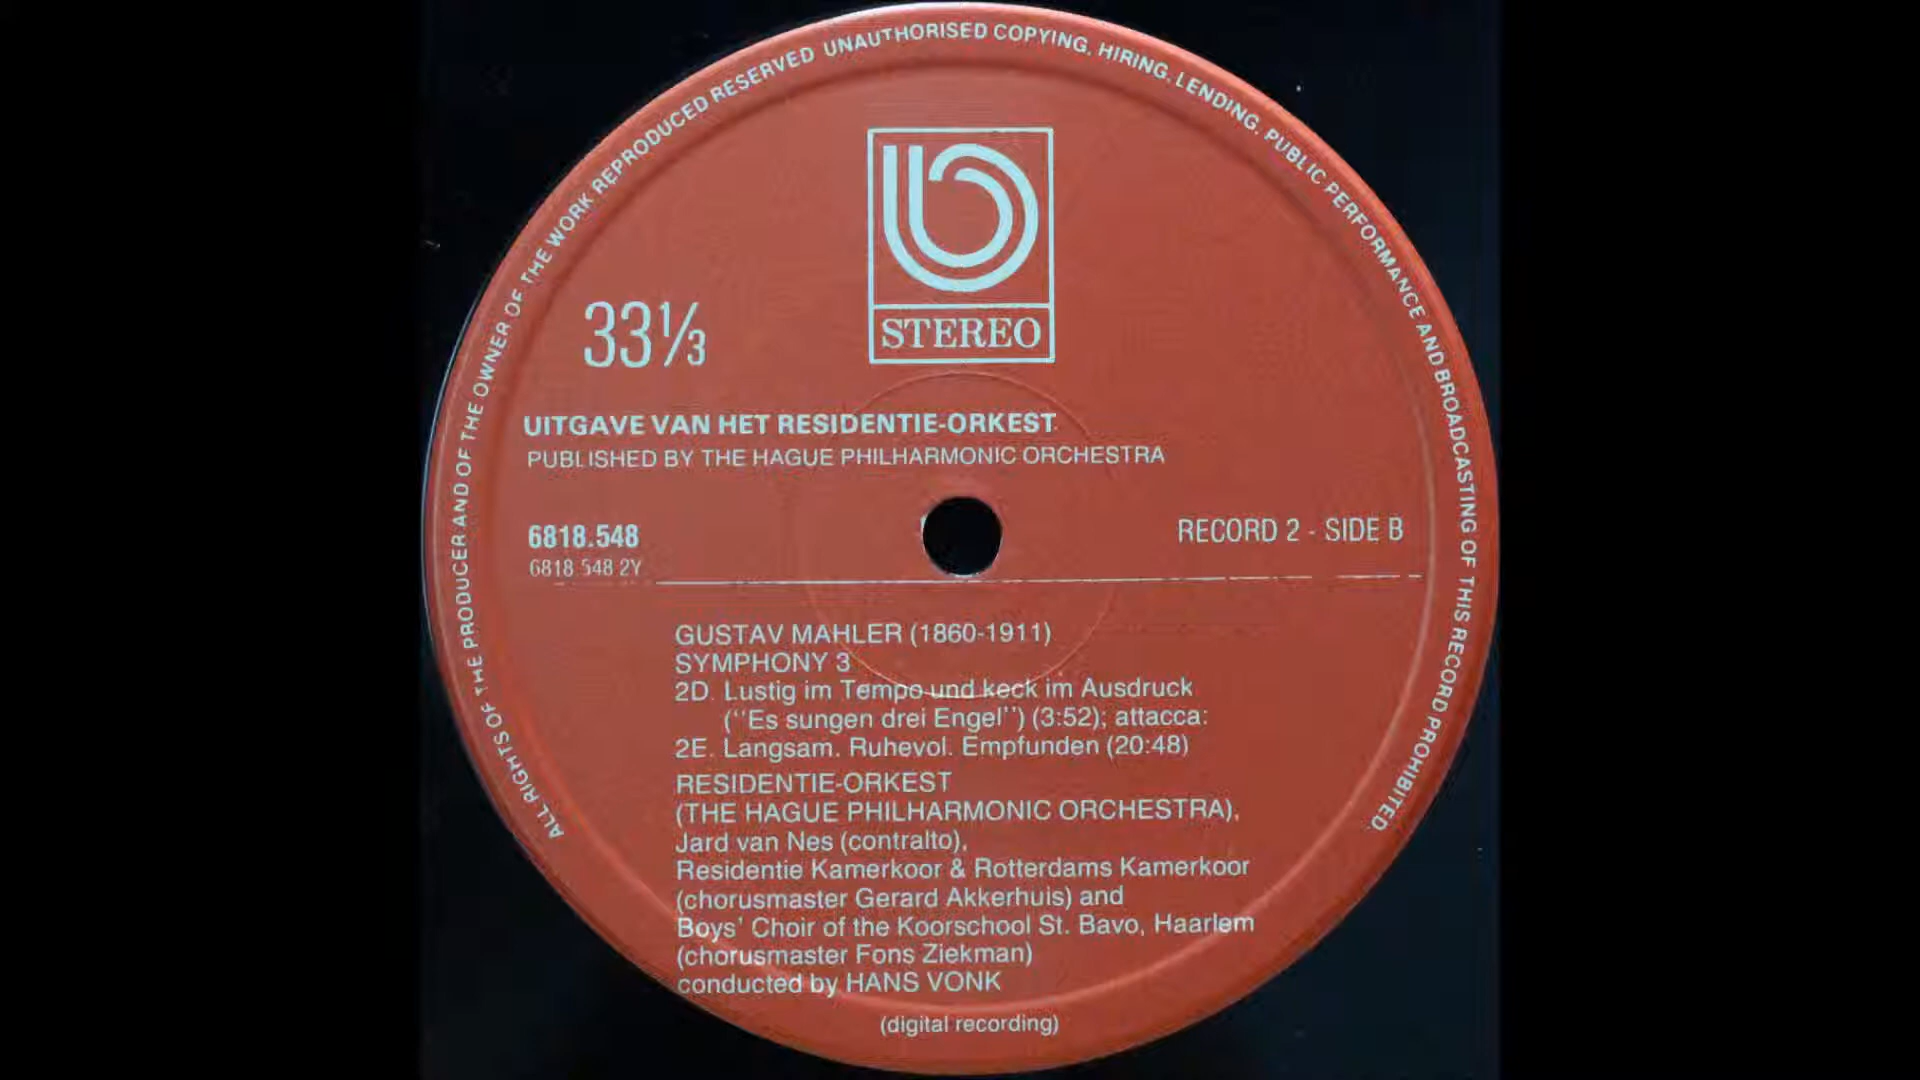 ALL RIGHTS OF THE PRODUCER AND OF THE OWNER OF THE WORK REPRODUCED RESERVED UNAUTHORISED COPYING, HIRING, LENDING, PUBLIC PERFORMANCE AND BROADCASTING OF THIS RECORD PROHIBITED.
b
STEREO
33⅓
UITGAVE VAN HET RESIDENTIE-ORKEST
PUBLISHED BY THE HAGUE PHILHARMONIC ORCHESTRA
6818.548
RECORD 2 - SIDE B
6818 548 2Y
GUSTAV MAHLER (1860-1911)
SYMPHONY 3
2D. Lustig im Tempo und keck im Ausdruck
(''Es sungen drei Engel'') (3:52); attacca:
2E. Langsam. Ruhevol. Empfunden (20:48)
RESIDENTIE-ORKEST
(THE HAGUE PHILHARMONIC ORCHESTRA),
Jard van Nes (contralto),
Residentie Kamerkoor & Rotterdams Kamerkoor
(chorusmaster Gerard Akkerhuis) and
Boys' Choir of the Koorschool St. Bavo, Haarlem
(chorusmaster Fons Ziekman)
conducted by HANS VONK
(digital recording)